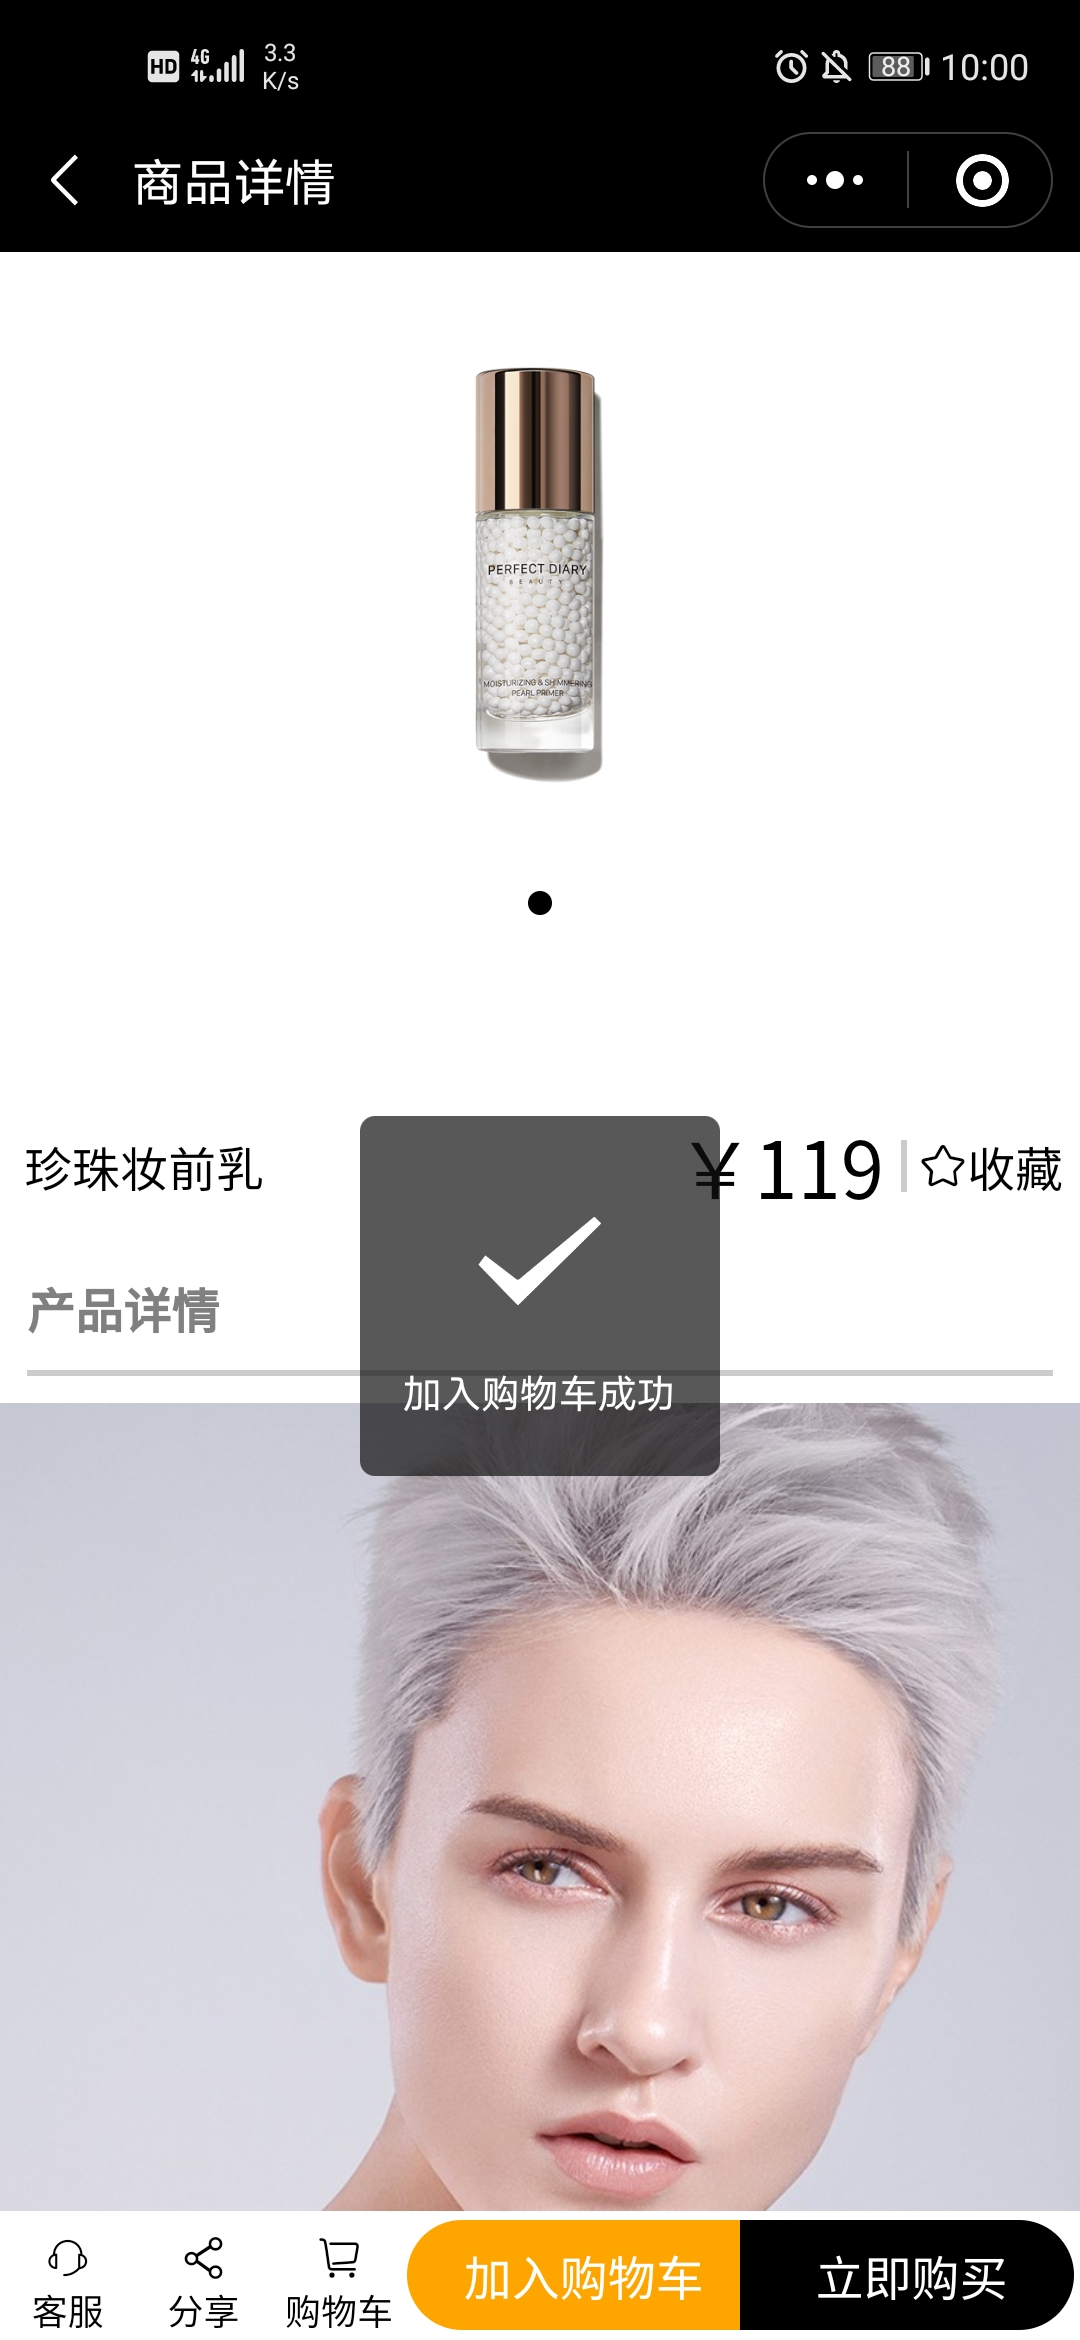 HD 4G 3.3 K/s 88 10:00
商品详情
PERFECT DIARY
BEAUTY
MOISTURIZING & SHIMMERING
PEARL PRIMER
珍珠妆前乳 ¥119 收藏
产品详情
加入购物车成功
客服 分享 购物车 加入购物车 立即购买